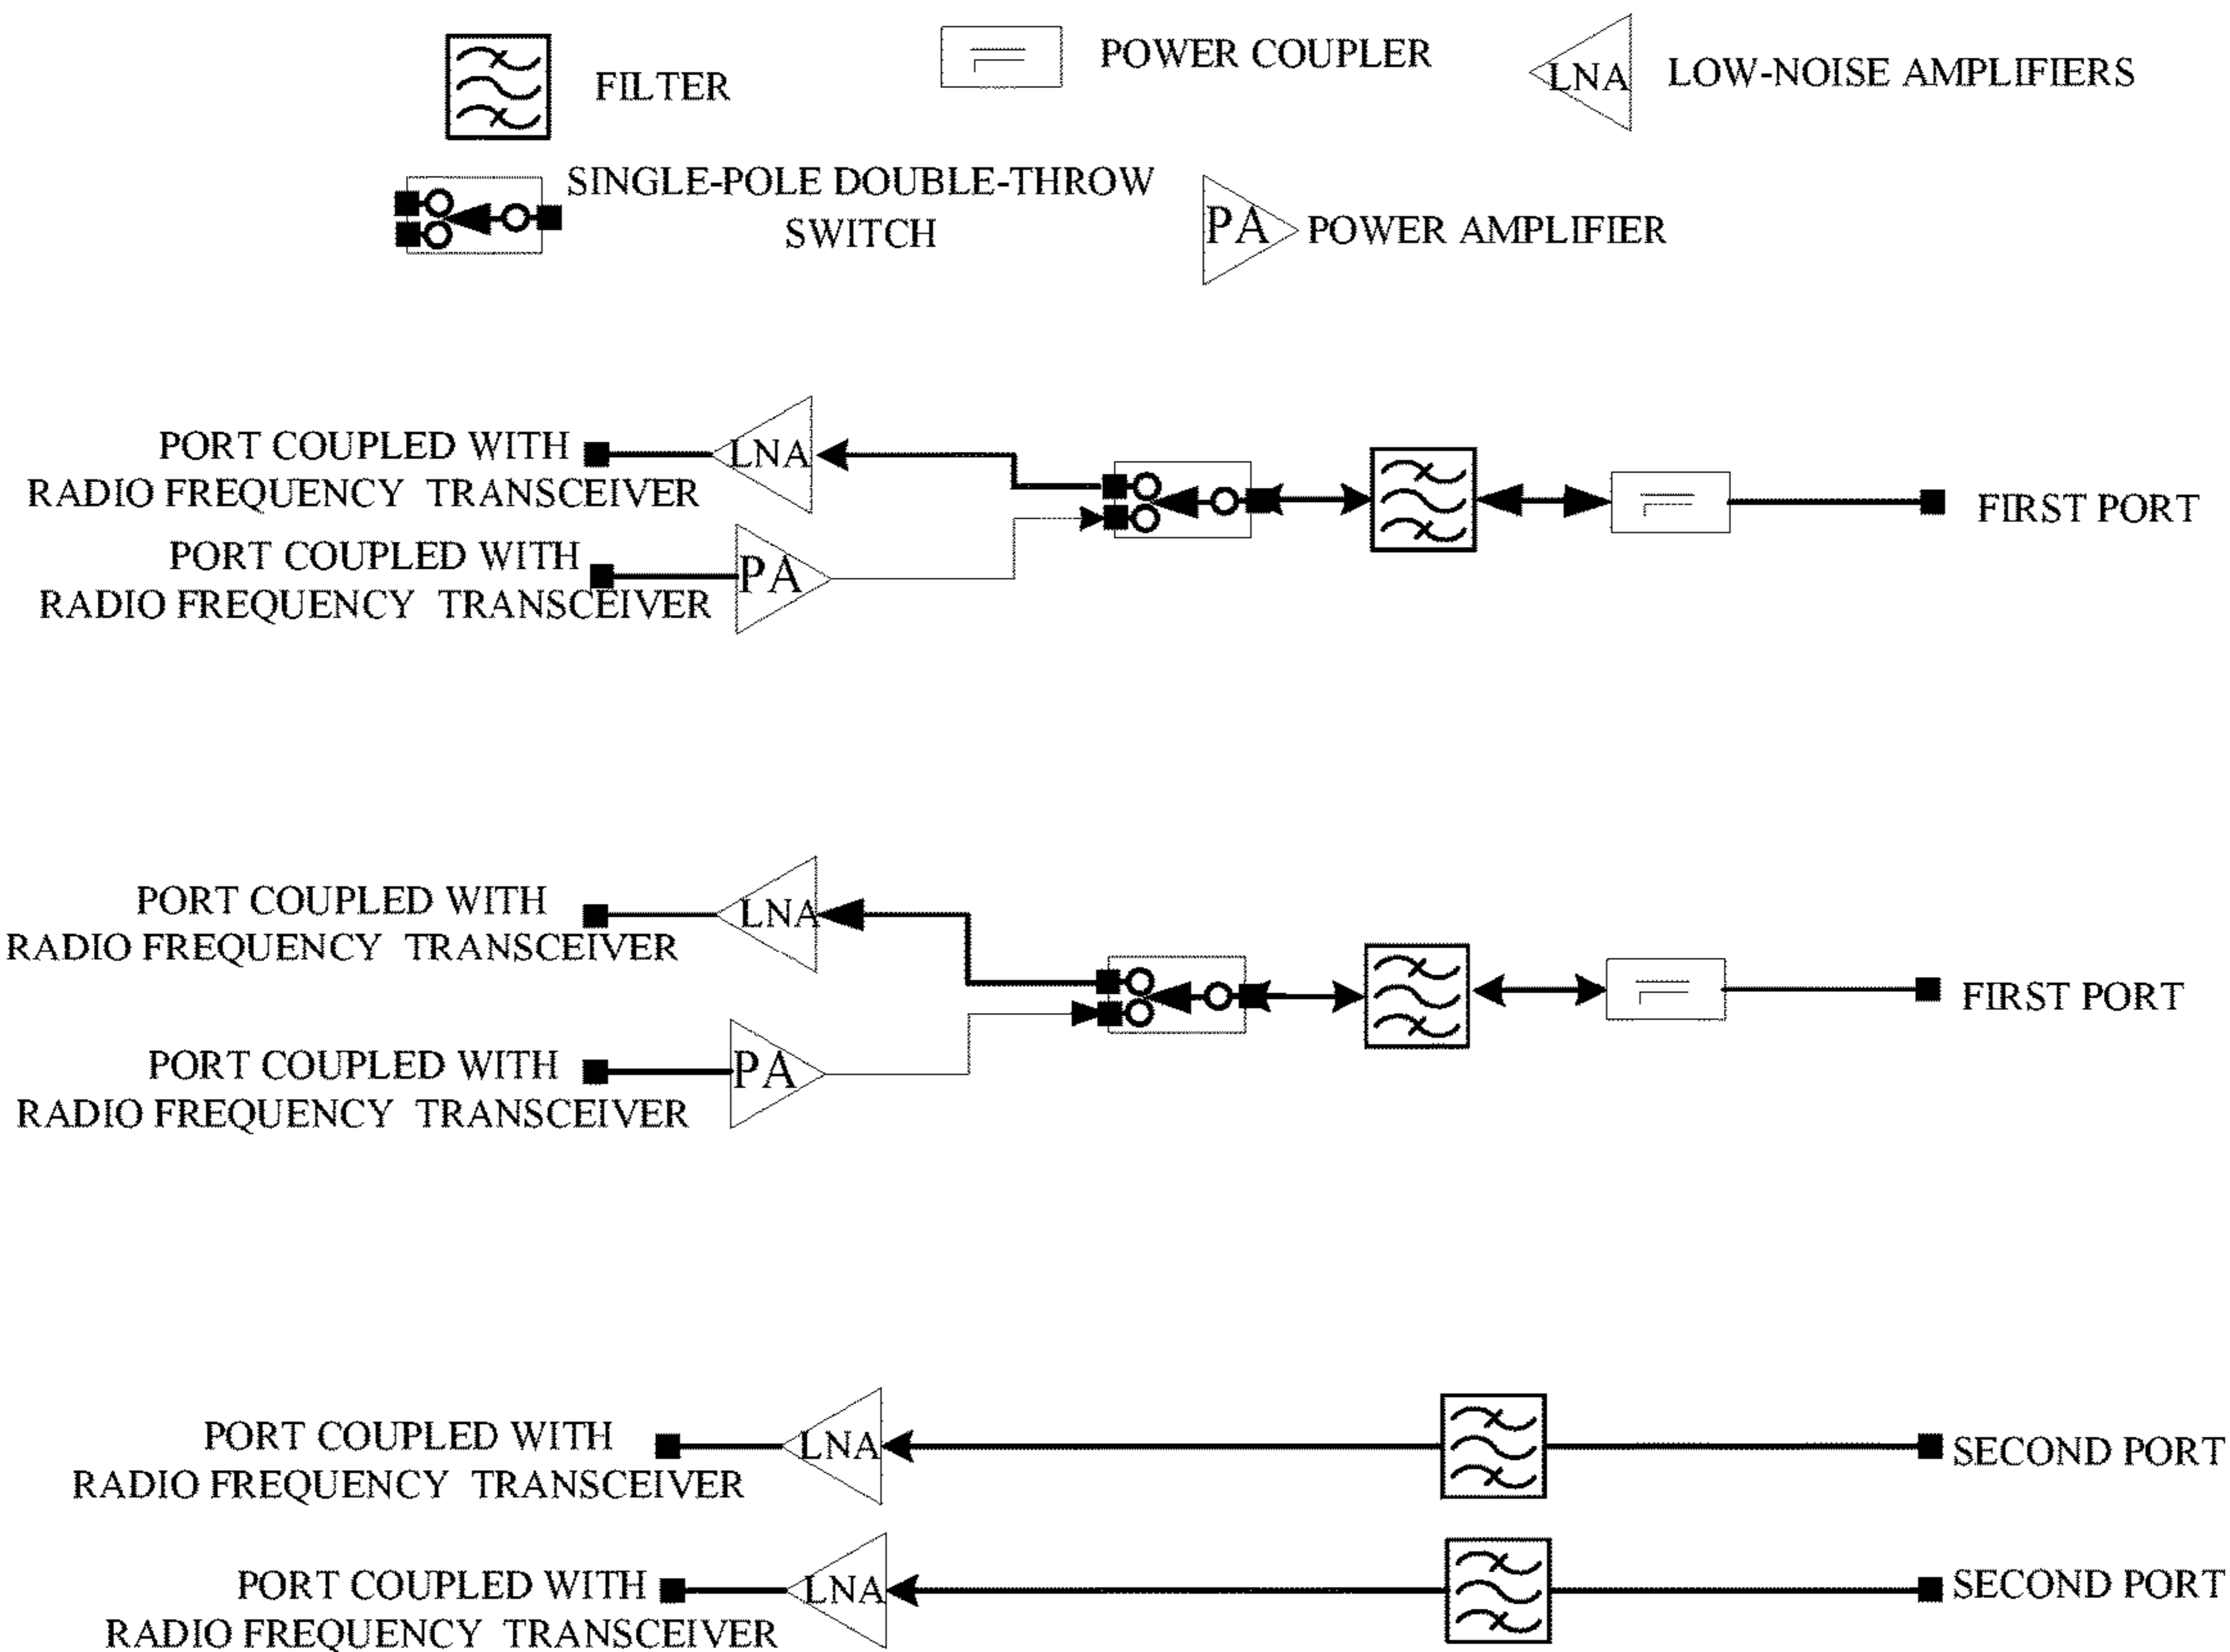 FILTER
POWER COUPLER
LNA
LOW-NOISE AMPLIFIERS
SINGLE-POLE DOUBLE-THROW
SWITCH
PA
POWER AMPLIFIER
PORT COUPLED WITH
RADIO FREQUENCY TRANSCEIVER
LNA
FIRST PORT
PORT COUPLED WITH
RADIO FREQUENCY TRANSCEIVER
PA
PORT COUPLED WITH
RADIO FREQUENCY TRANSCEIVER
LNA
FIRST PORT
PORT COUPLED WITH
RADIO FREQUENCY TRANSCEIVER
PA
PORT COUPLED WITH
RADIO FREQUENCY TRANSCEIVER
LNA
SECOND PORT
PORT COUPLED WITH
RADIO FREQUENCY TRANSCEIVER
LNA
SECOND PORT